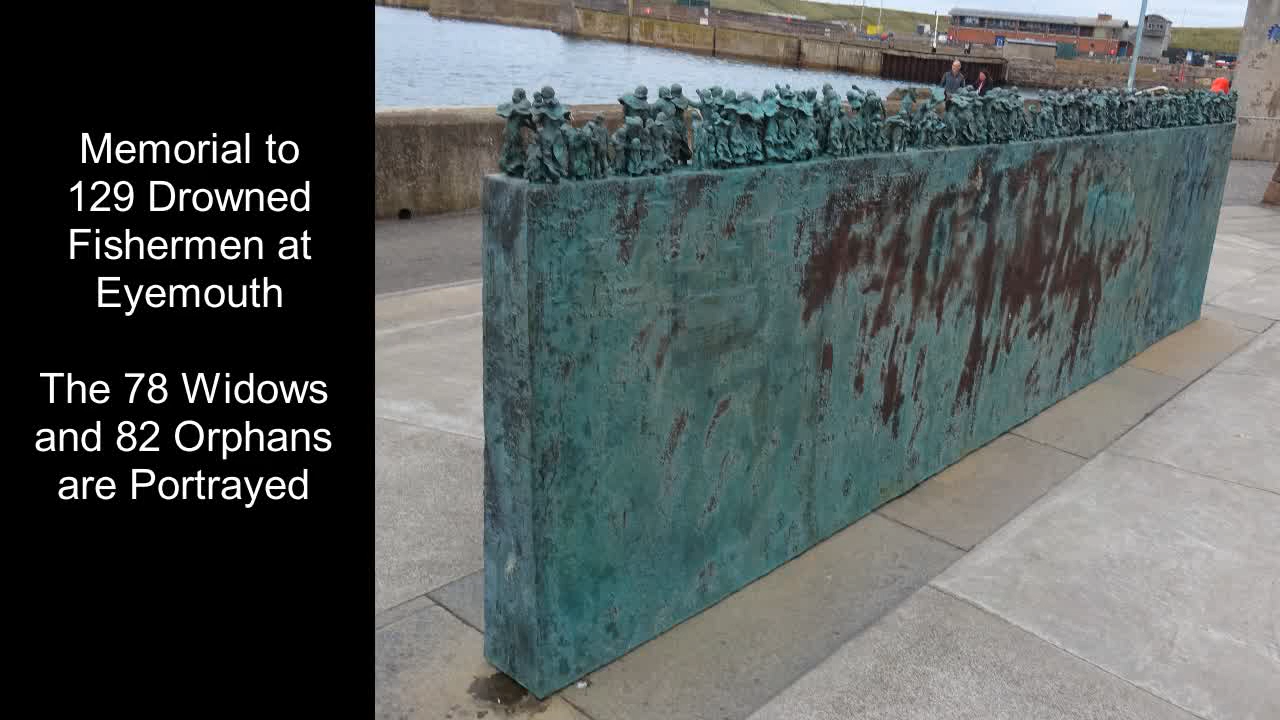 Memorial to
129 Drowned
Fishermen at
Eyemouth
The 78 Widows
and 82 Orphans
are Portrayed